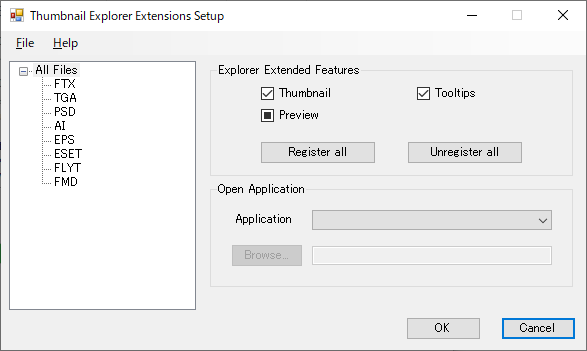 Thumbnail Explorer Extensions Setup
File Help
All Files
FTX
TGA
PSD
AI
EPS
ESET
FLYT
FMD
Explorer Extended Features
Thumbnail
Tooltips
Preview
Register all
Unregister all
Open Application
Application
Browse...
OK
Cancel